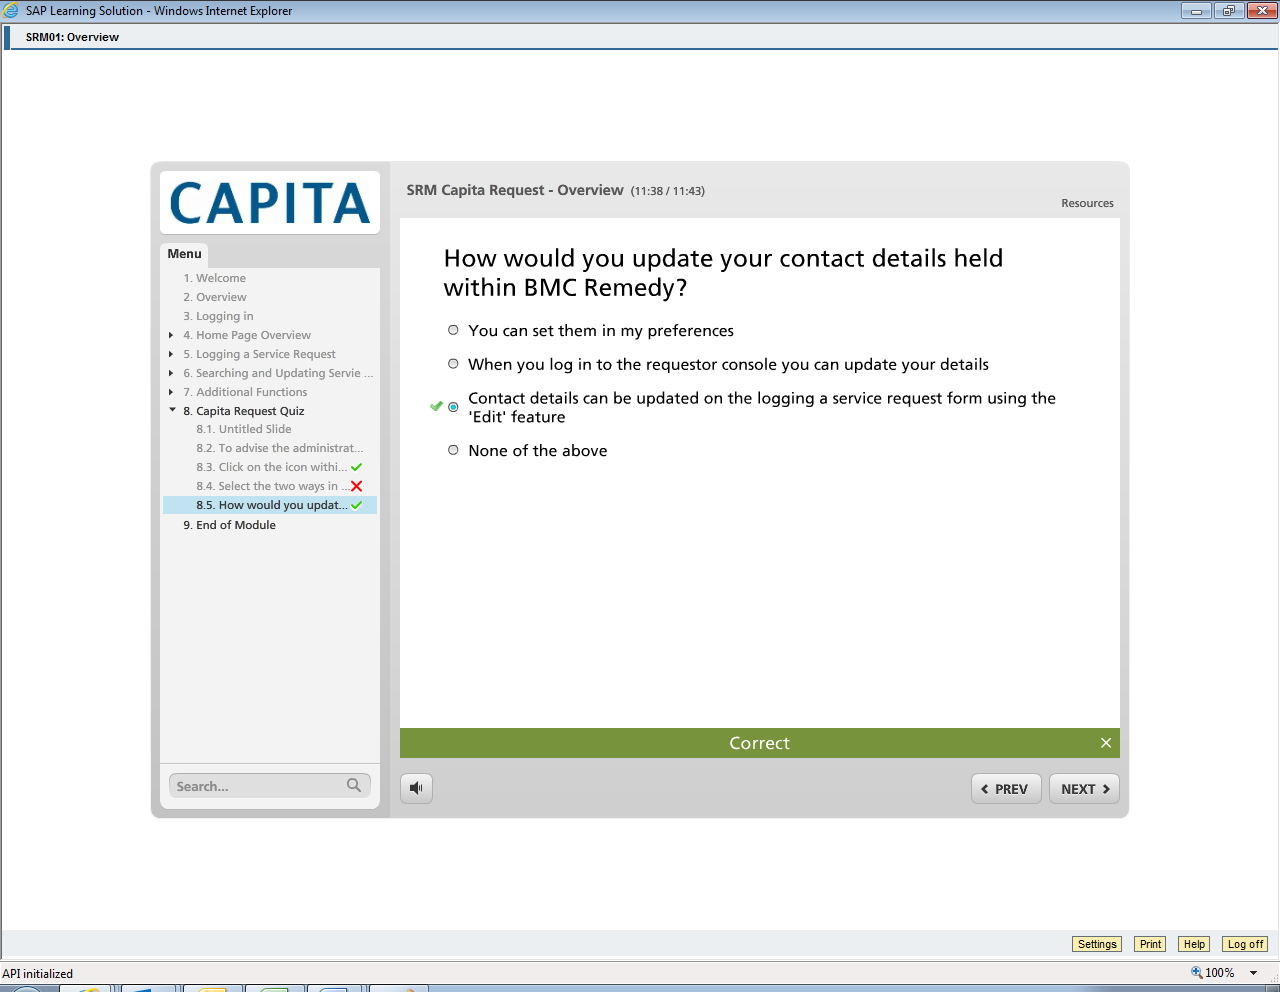 SAP Learning Solution - Windows Internet Explorer
SRM01: Overview
CAPITA
SRM Capita Request - Overview (11:38 / 11:43)
Resources
Menu
1. Welcome
2. Overview
3. Logging in
4. Home Page Overview
5. Logging a Service Request
6. Searching and Updating Servie ...
7. Additional Functions
8. Capita Request Quiz
8.1. Untitled Slide
8.2. To advise the administrat...
8.3. Click on the icon withi...
8.4. Select the two ways in ...
8.5. How would you updat...
9. End of Module
Search...
How would you update your contact details held
within BMC Remedy?
You can set them in my preferences
When you log in to the requestor console you can update your details
Contact details can be updated on the logging a service request form using the
'Edit' feature
None of the above
Correct
PREV
NEXT
Settings
Print
Help
Log off
API initialized
100%